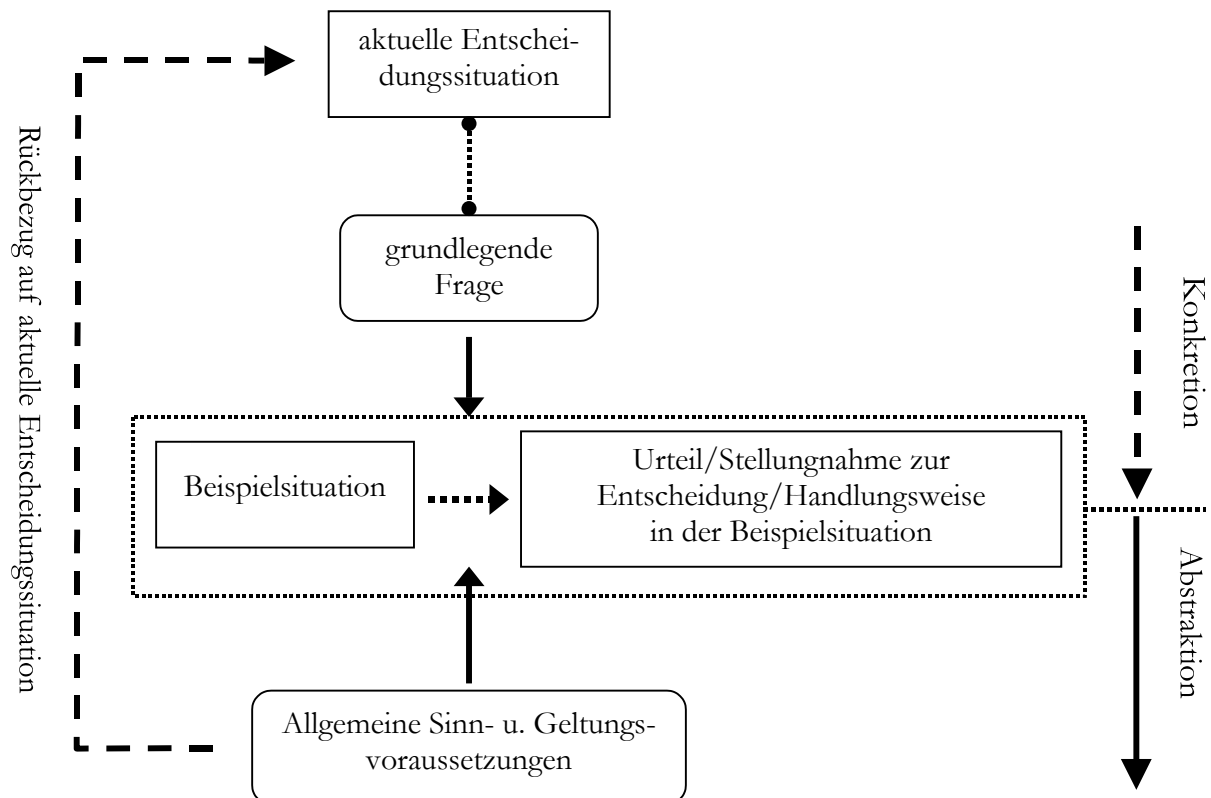 aktuelle Entschei-
dungssituation
grundlegende
Frage
Beispielsituation
Urteil/Stellungnahme zur
Entscheidung/Handlungsweise
in der Beispielsituation
Allgemeine Sinn- u. Geltungs-
voraussetzungen
Rückbezug auf aktuelle Entscheidungssituation
Konkretion
Abstraktion